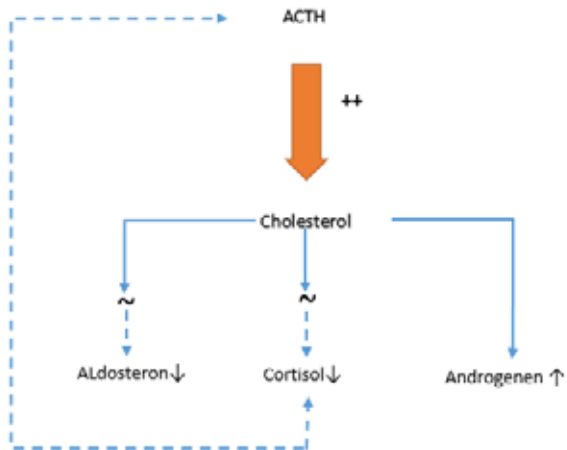 ACTH
++
Cholesterol
~ ~
ALdosteron↓ Cortisol↓ Androgenen ↑